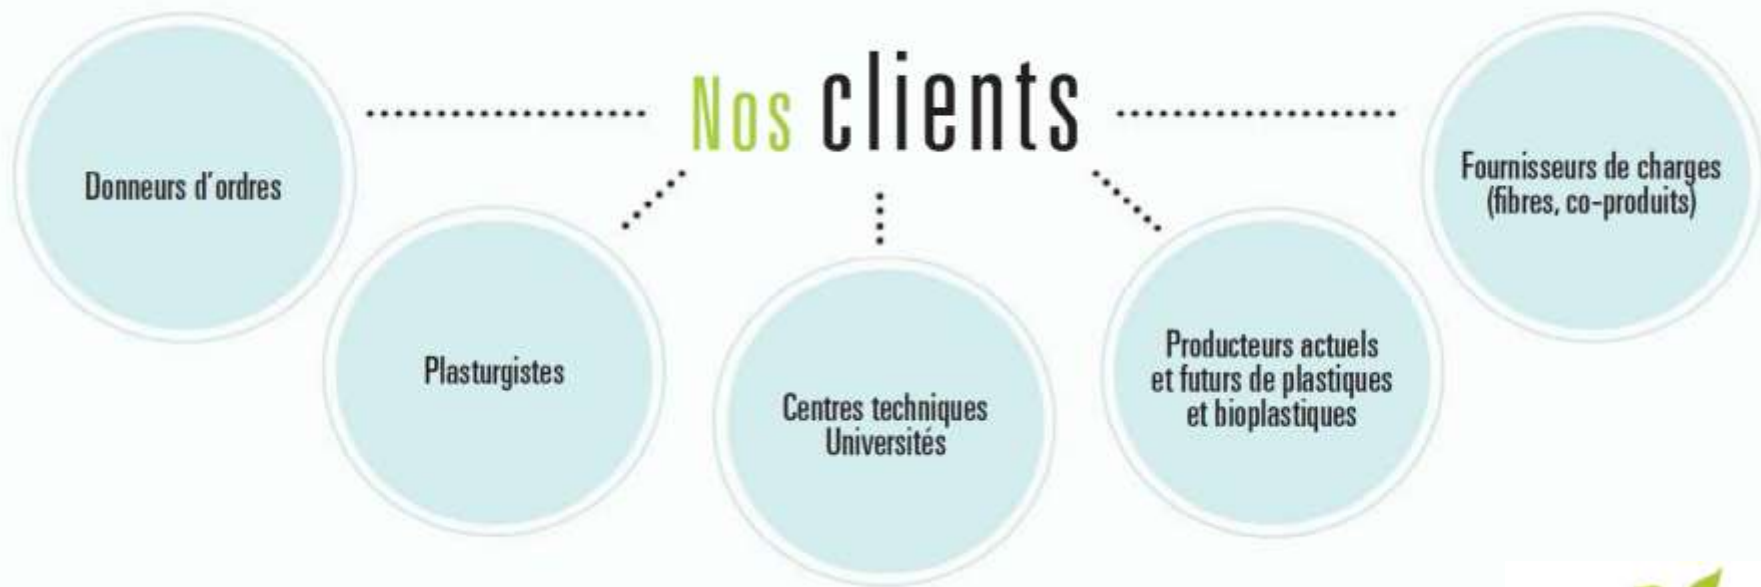 Nos clients
Donneurs d'ordres
Plasturgistes
Centres techniques
Universités
Producteurs actuels
et futurs de plastiques
et bioplastiques
Fournisseurs de charges
(fibres, co-produits)